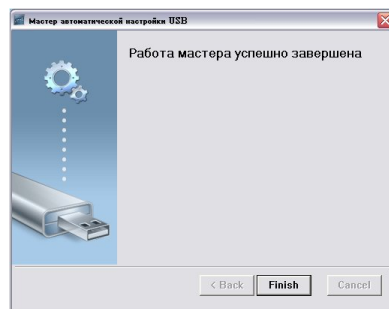 Мастер автоматической настройки USB
Работа мастера успешно завершена
< Back
Finish
Cancel